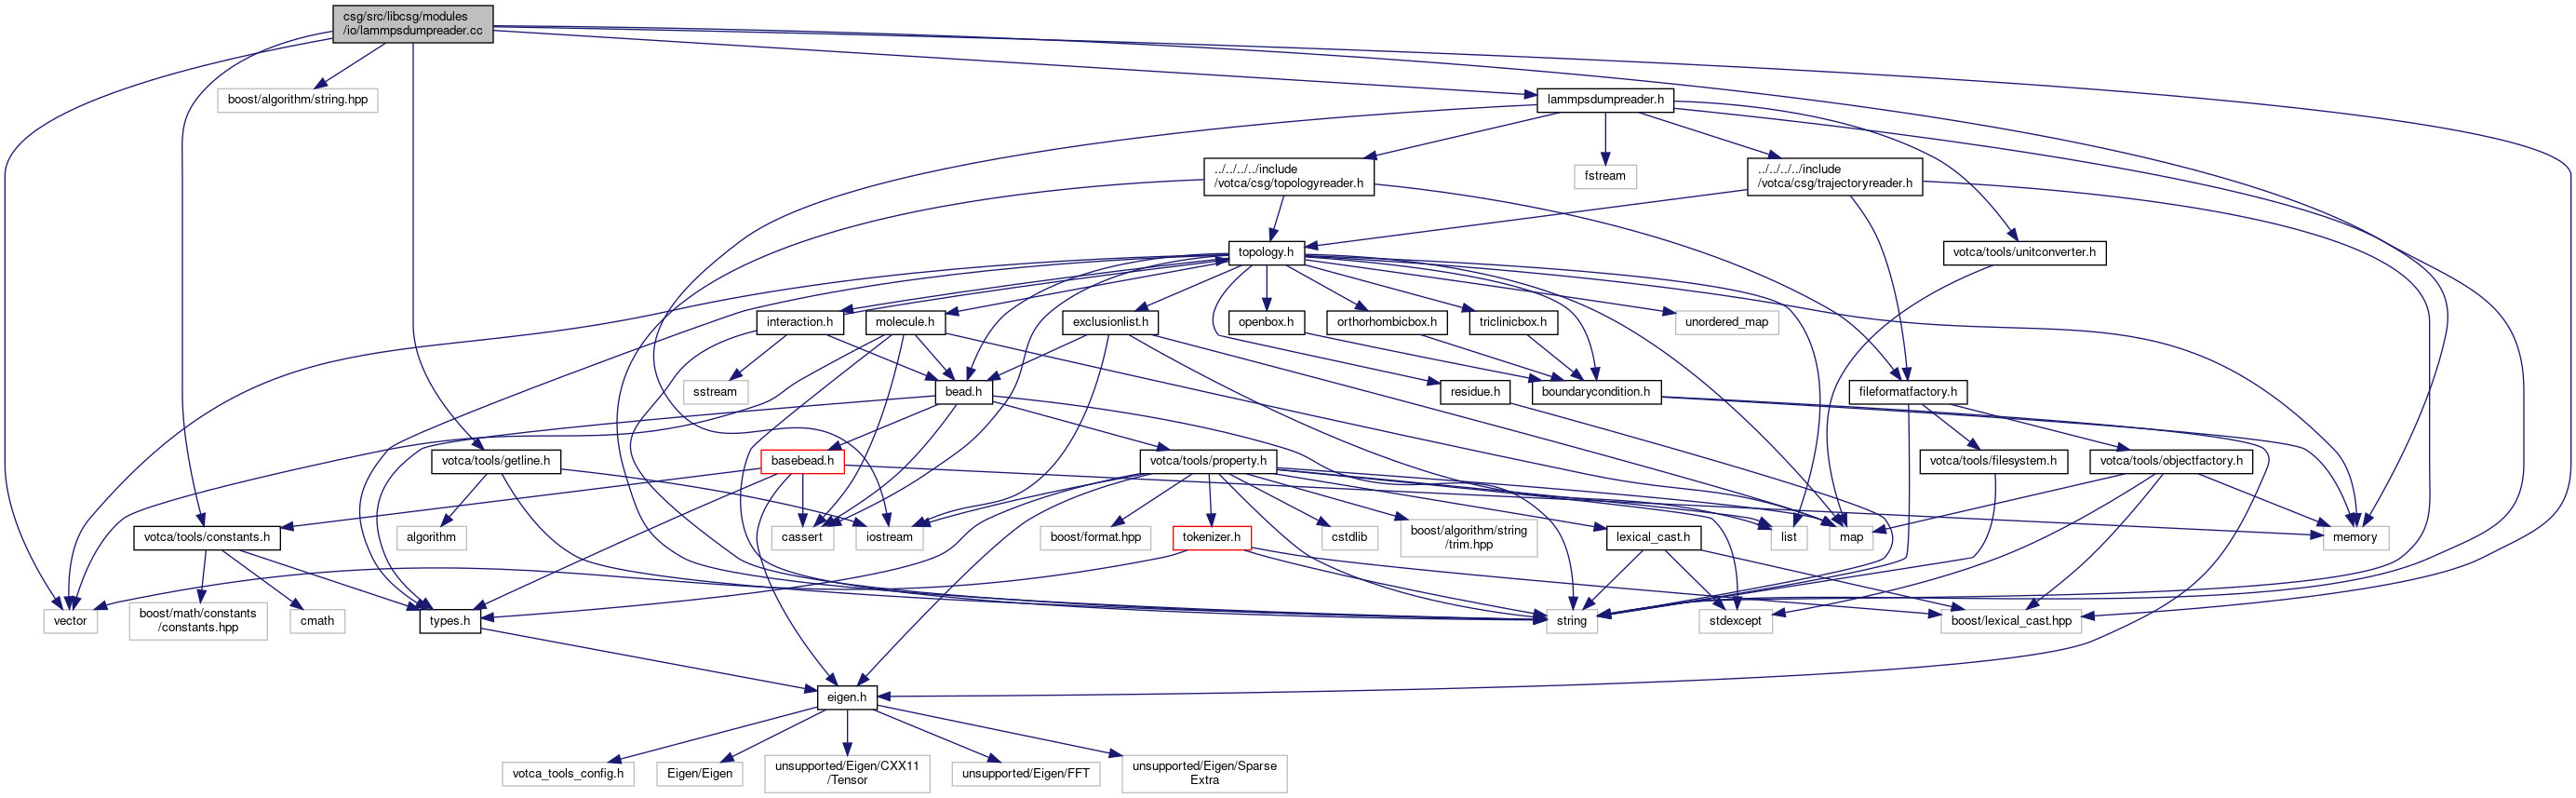 csg/src/libcsg/modules
/io/lammpsdumpreader.cc
boost/algorithm/string.hpp
lammpsdumpreader.h
../../../../include
/votca/csg/topologyreader.h
fstream
../../../../include
/votca/csg/trajectoryreader.h
topology.h
votca/tools/unitconverter.h
interaction.h
molecule.h
exclusionlist.h
openbox.h
orthorhombicbox.h
triclinicbox.h
unordered_map
sstream
bead.h
residue.h
boundarycondition.h
fileformatfactory.h
votca/tools/getline.h
basebead.h
votca/tools/property.h
votca/tools/filesystem.h
votca/tools/objectfactory.h
votca/tools/constants.h
algorithm
cassert
iostream
boost/format.hpp
tokenizer.h
cstdlib
boost/algorithm/string
/trim.hpp
lexical_cast.h
list
map
memory
vector
boost/math/constants
/constants.hpp
cmath
types.h
string
stdexcept
boost/lexical_cast.hpp
eigen.h
votca_tools_config.h
Eigen/Eigen
unsupported/Eigen/CXX11
/Tensor
unsupported/Eigen/FFT
unsupported/Eigen/Sparse
Extra